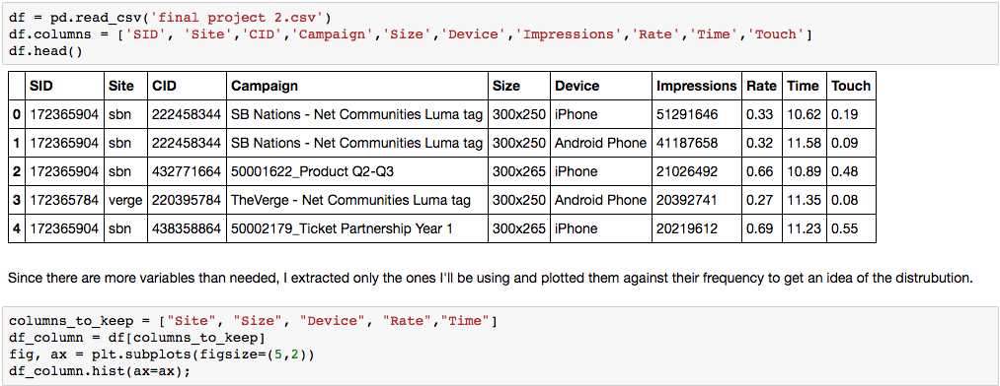 df = pd.read_csv('final project 2.csv')
df.columns = ['SID', 'Site','CID','Campaign','Size','Device','Impressions','Rate','Time','Touch']
df.head()
SID Site CID Campaign Size Device Impressions Rate Time Touch
0 172365904 sbn 222458344 SB Nations - Net Communities Luma tag 300x250 iPhone 51291646 0.33 10.62 0.19
1 172365904 sbn 222458344 SB Nations - Net Communities Luma tag 300x250 Android Phone 41187658 0.32 11.58 0.09
2 172365904 sbn 432771664 50001622_Product Q2-Q3 300x265 iPhone 21026492 0.66 10.89 0.48
3 172365784 verge 220395784 TheVerge - Net Communities Luma tag 300x250 Android Phone 20392741 0.27 11.35 0.08
4 172365904 sbn 438358864 50002179_Ticket Partnership Year 1 300x265 iPhone 20219612 0.69 11.23 0.55
Since there are more variables than needed, I extracted only the ones I'll be using and plotted them against their frequency to get an idea of the distrubution.
columns_to_keep = ["Site", "Size", "Device", "Rate","Time"]
df_column = df[columns_to_keep]
fig, ax = plt.subplots(figsize=(5,2))
df_column.hist(ax=ax);